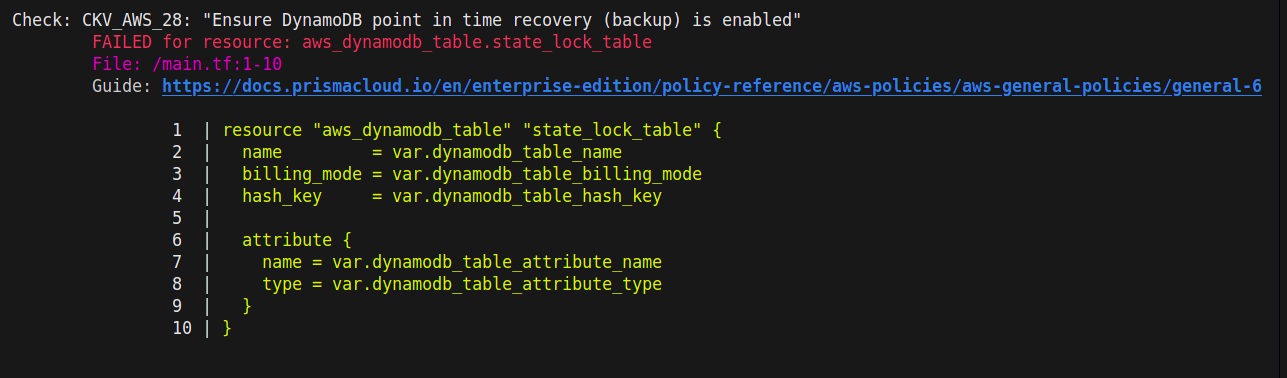 Check: CKV_AWS_28: "Ensure DynamoDB point in time recovery (backup) is enabled"
FAILED for resource: aws_dynamodb_table.state_lock_table
File: /main.tf:1-10
Guide: https://docs.prismacloud.io/en/enterprise-edition/policy-reference/aws-policies/aws-general-policies/general-6
1 | resource "aws_dynamodb_table" "state_lock_table" {
2 |   name         = var.dynamodb_table_name
3 |   billing_mode = var.dynamodb_table_billing_mode
4 |   hash_key     = var.dynamodb_table_hash_key
5 |
6 |   attribute {
7 |     name = var.dynamodb_table_attribute_name
8 |     type = var.dynamodb_table_attribute_type
9 |   }
10 | }